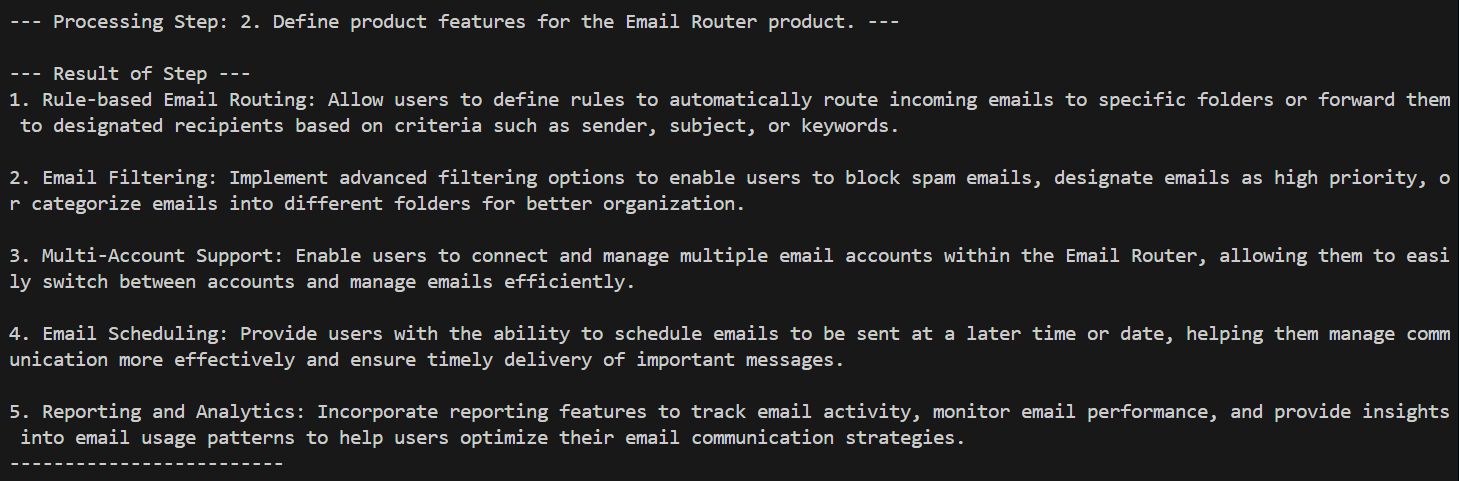 --- Processing Step: 2. Define product features for the Email Router product. ---
--- Result of Step ---
1. Rule-based Email Routing: Allow users to define rules to automatically route incoming emails to specific folders or forward them
 to designated recipients based on criteria such as sender, subject, or keywords.
2. Email Filtering: Implement advanced filtering options to enable users to block spam emails, designate emails as high priority, o
r categorize emails into different folders for better organization.
3. Multi-Account Support: Enable users to connect and manage multiple email accounts within the Email Router, allowing them to easi
ly switch between accounts and manage emails efficiently.
4. Email Scheduling: Provide users with the ability to schedule emails to be sent at a later time or date, helping them manage comm
unication more effectively and ensure timely delivery of important messages.
5. Reporting and Analytics: Incorporate reporting features to track email activity, monitor email performance, and provide insights
 into email usage patterns to help users optimize their email communication strategies.
-------------------------